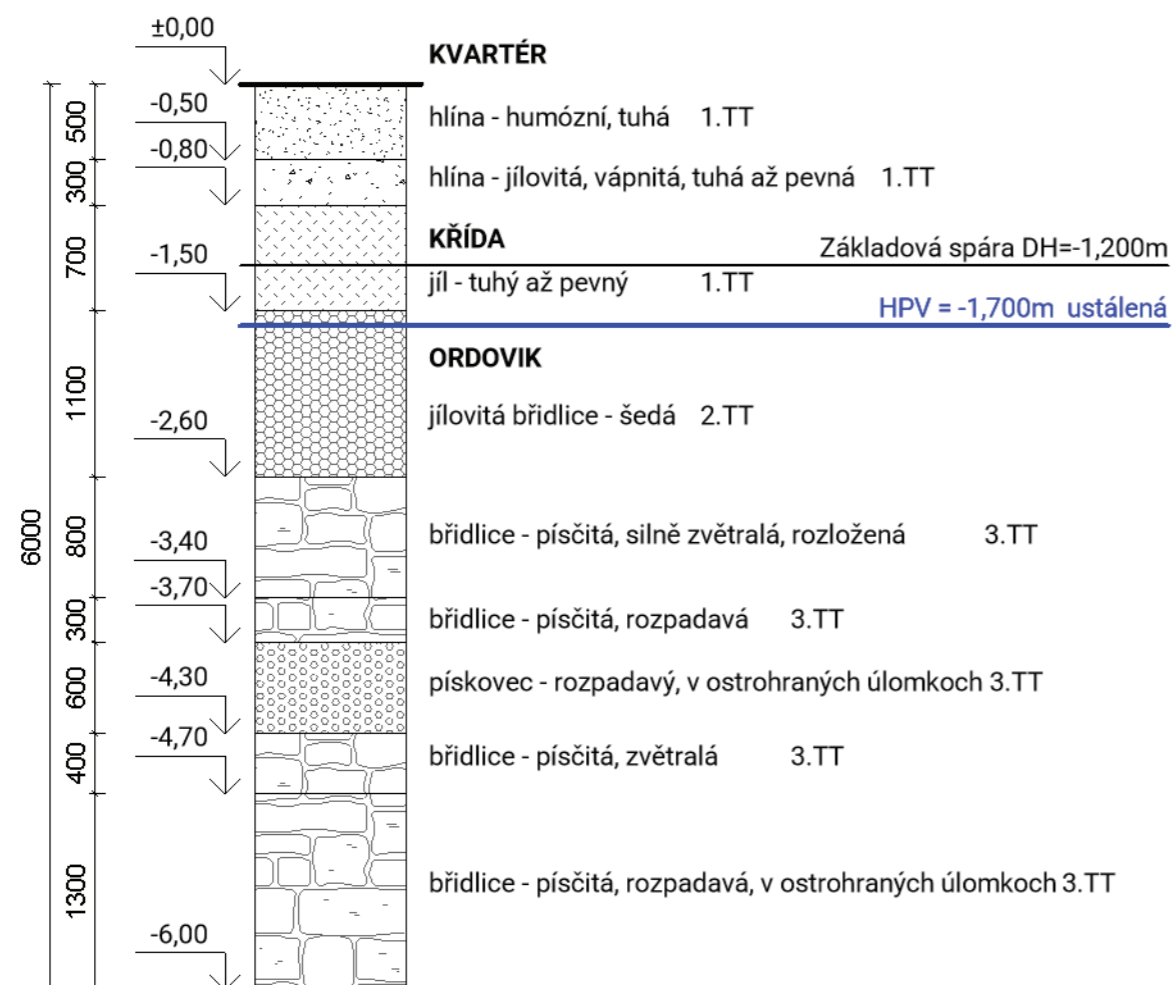 ±0,00
KVARTÉR
500
-0,50
hlína - humózní, tuhá 1.TT
-0,80
300
hlína - jílovitá, vápnitá, tuhá až pevná 1.TT
700
KŘÍDA
Základová spára DH=-1,200m
-1,50
jíl - tuhý až pevný 1.TT
HPV = -1,700m ustálená
ORDOVIK
1100
jílovitá břidlice - šedá 2.TT
-2,60
6000
800
břidlice - písčitá, silně zvětralá, rozložená 3.TT
-3,40
-3,70
300
břidlice - písčitá, rozpadavá 3.TT
600
-4,30
pískovec - rozpadavý, v ostrohraných úlomkoch 3.TT
-4,70
400
břidlice - písčitá, zvětralá 3.TT
1300
břidlice - písčitá, rozpadavá, v ostrohraných úlomkoch 3.TT
-6,00